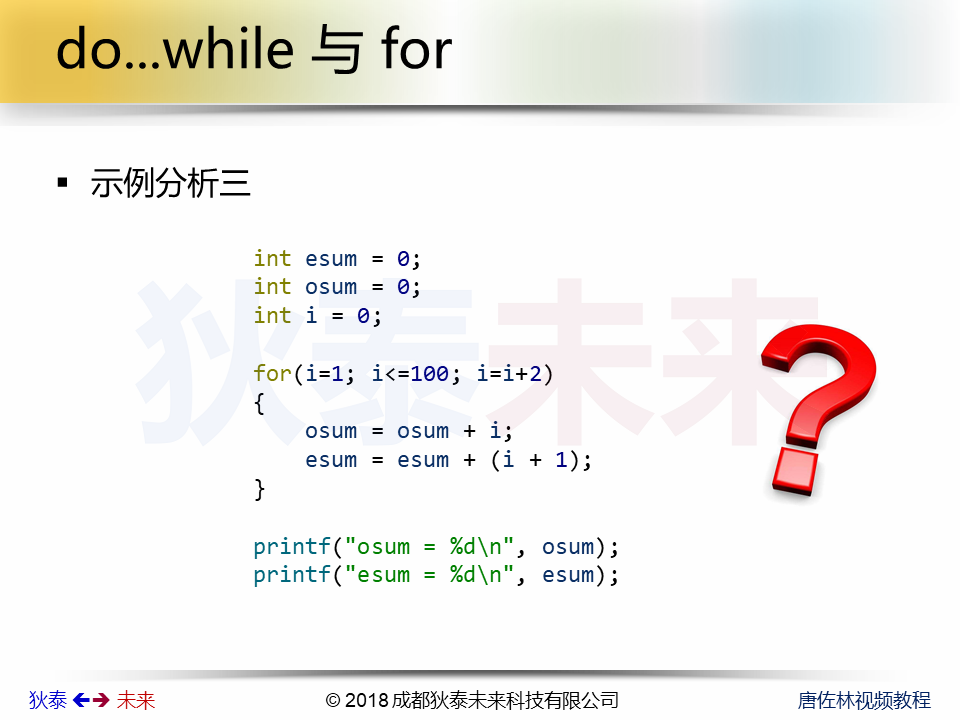 do...while 与 for
▪ 示例分析三
int esum = 0;
int osum = 0;
int i = 0;
for(i=1; i<=100; i=i+2)
{
    osum = osum + i;
    esum = esum + (i + 1);
}
printf("osum = %d\n", osum);
printf("esum = %d\n", esum);
狄泰未来
狄泰 未来
© 2018 成都狄泰未来科技有限公司
唐佐林视频教程